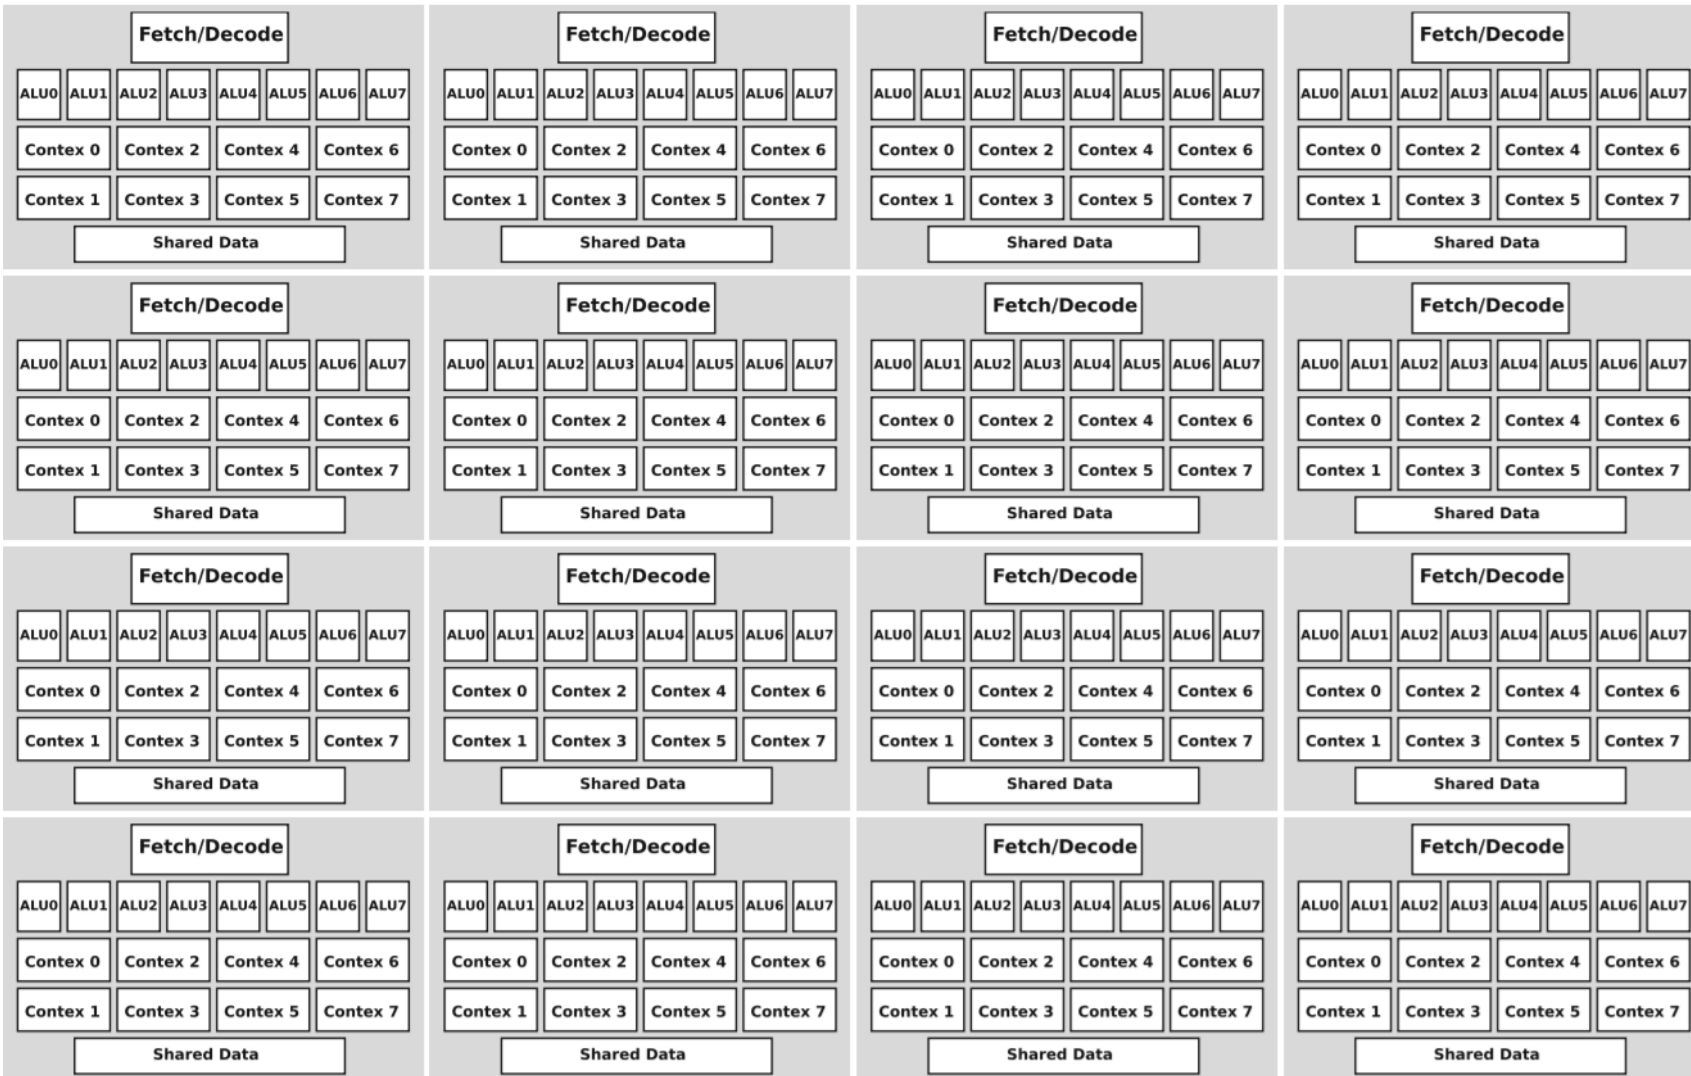 Fetch/Decode Fetch/Decode Fetch/Decode Fetch/Decode
ALU0 ALU1 ALU2 ALU3 ALU4 ALU5 ALU6 ALU7 ALU0 ALU1 ALU2 ALU3 ALU4 ALU5 ALU6 ALU7 ALU0 ALU1 ALU2 ALU3 ALU4 ALU5 ALU6 ALU7 ALU0 ALU1 ALU2 ALU3 ALU4 ALU5 ALU6 ALU7
Contex 0 Contex 2 Contex 4 Contex 6 Contex 0 Contex 2 Contex 4 Contex 6 Contex 0 Contex 2 Contex 4 Contex 6 Contex 0 Contex 2 Contex 4 Contex 6
Contex 1 Contex 3 Contex 5 Contex 7 Contex 1 Contex 3 Contex 5 Contex 7 Contex 1 Contex 3 Contex 5 Contex 7 Contex 1 Contex 3 Contex 5 Contex 7
Shared Data Shared Data Shared Data Shared Data
Fetch/Decode Fetch/Decode Fetch/Decode Fetch/Decode
ALU0 ALU1 ALU2 ALU3 ALU4 ALU5 ALU6 ALU7 ALU0 ALU1 ALU2 ALU3 ALU4 ALU5 ALU6 ALU7 ALU0 ALU1 ALU2 ALU3 ALU4 ALU5 ALU6 ALU7 ALU0 ALU1 ALU2 ALU3 ALU4 ALU5 ALU6 ALU7
Contex 0 Contex 2 Contex 4 Contex 6 Contex 0 Contex 2 Contex 4 Contex 6 Contex 0 Contex 2 Contex 4 Contex 6 Contex 0 Contex 2 Contex 4 Contex 6
Contex 1 Contex 3 Contex 5 Contex 7 Contex 1 Contex 3 Contex 5 Contex 7 Contex 1 Contex 3 Contex 5 Contex 7 Contex 1 Contex 3 Contex 5 Contex 7
Shared Data Shared Data Shared Data Shared Data
Fetch/Decode Fetch/Decode Fetch/Decode Fetch/Decode
ALU0 ALU1 ALU2 ALU3 ALU4 ALU5 ALU6 ALU7 ALU0 ALU1 ALU2 ALU3 ALU4 ALU5 ALU6 ALU7 ALU0 ALU1 ALU2 ALU3 ALU4 ALU5 ALU6 ALU7 ALU0 ALU1 ALU2 ALU3 ALU4 ALU5 ALU6 ALU7
Contex 0 Contex 2 Contex 4 Contex 6 Contex 0 Contex 2 Contex 4 Contex 6 Contex 0 Contex 2 Contex 4 Contex 6 Contex 0 Contex 2 Contex 4 Contex 6
Contex 1 Contex 3 Contex 5 Contex 7 Contex 1 Contex 3 Contex 5 Contex 7 Contex 1 Contex 3 Contex 5 Contex 7 Contex 1 Contex 3 Contex 5 Contex 7
Shared Data Shared Data Shared Data Shared Data
Fetch/Decode Fetch/Decode Fetch/Decode Fetch/Decode
ALU0 ALU1 ALU2 ALU3 ALU4 ALU5 ALU6 ALU7 ALU0 ALU1 ALU2 ALU3 ALU4 ALU5 ALU6 ALU7 ALU0 ALU1 ALU2 ALU3 ALU4 ALU5 ALU6 ALU7 ALU0 ALU1 ALU2 ALU3 ALU4 ALU5 ALU6 ALU7
Contex 0 Contex 2 Contex 4 Contex 6 Contex 0 Contex 2 Contex 4 Contex 6 Contex 0 Contex 2 Contex 4 Contex 6 Contex 0 Contex 2 Contex 4 Contex 6
Contex 1 Contex 3 Contex 5 Contex 7 Contex 1 Contex 3 Contex 5 Contex 7 Contex 1 Contex 3 Contex 5 Contex 7 Contex 1 Contex 3 Contex 5 Contex 7
Shared Data Shared Data Shared Data Shared Data